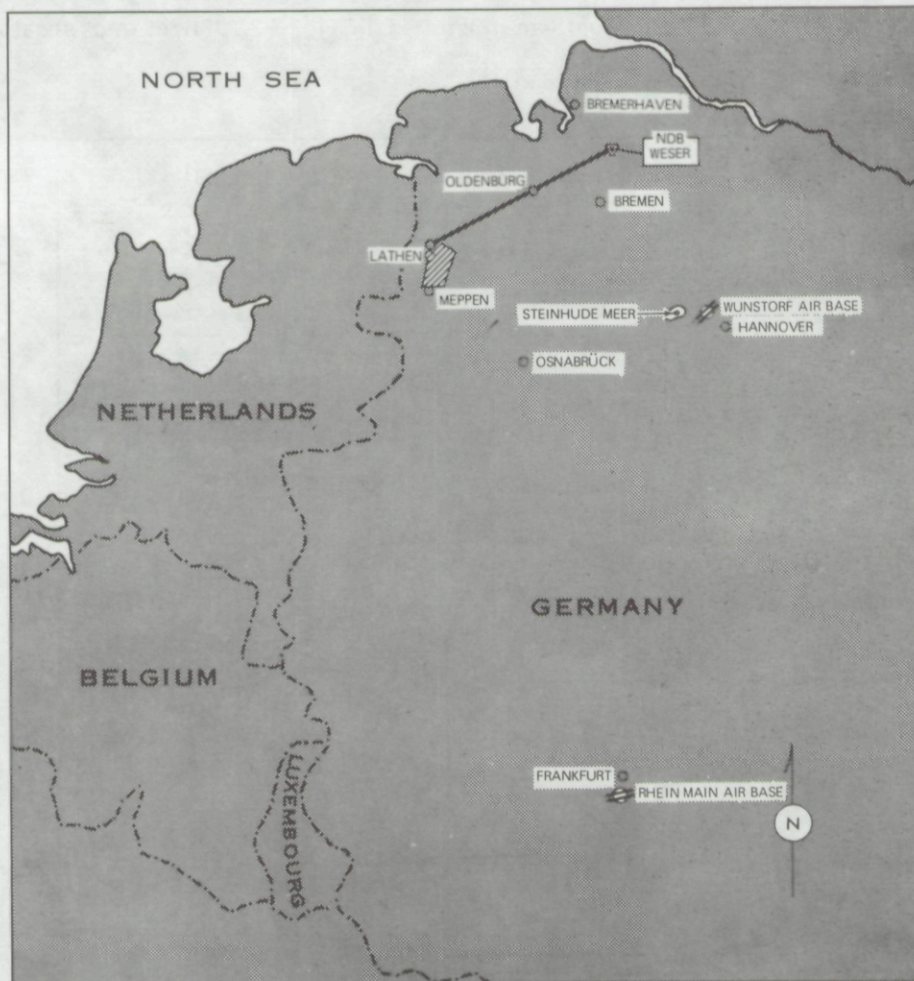 NORTH SEA
BREMERHAVEN
NDB
WESER
OLDENBURG
BREMEN
LATHEN
MEPPEN
STEINHUDE MEER
WUNSTORF AIR BASE
HANNOVER
OSNABRÜCK
NETHERLANDS
GERMANY
BELGIUM
LUXEMBOURG
FRANKFURT
RHEIN MAIN AIR BASE
N